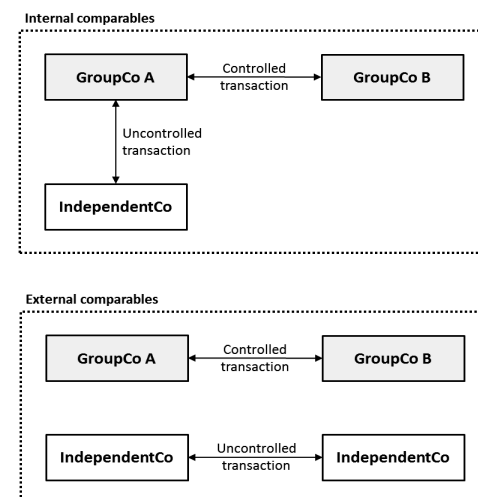 Internal comparables
GroupCo A
Controlled
transaction
GroupCo B
Uncontrolled
transaction
IndependentCo
External comparables
GroupCo A
Controlled
transaction
GroupCo B
IndependentCo
Uncontrolled
transaction
IndependentCo